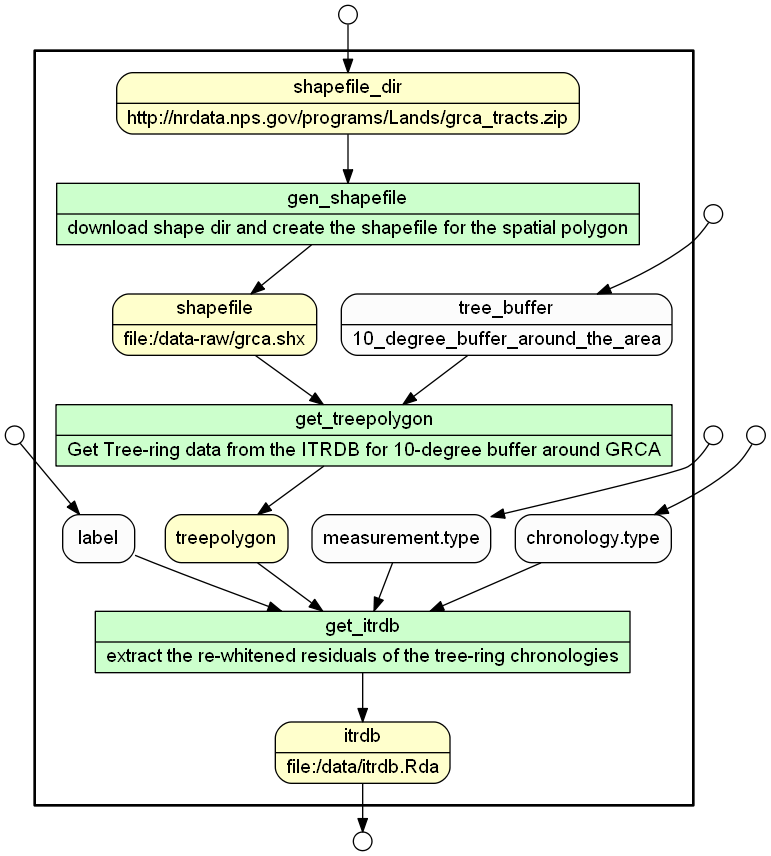 shapefile_dir
http://nrdata.nps.gov/programs/Lands/grca_tracts.zip
gen_shapefile
download shape dir and create the shapefile for the spatial polygon
shapefile
file:/data-raw/grca.shx
tree_buffer
10_degree_buffer_around_the_area
get_treepolygon
Get Tree-ring data from the ITRDB for 10-degree buffer around GRCA
label
treepolygon
measurement.type
chronology.type
get_itrdb
extract the re-whitened residuals of the tree-ring chronologies
itrdb
file:/data/itrdb.Rda